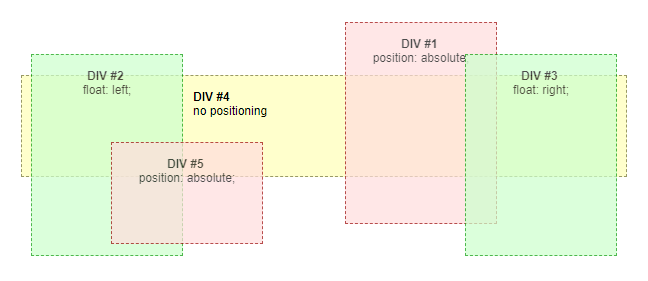 DIV #1
position: absolute
DIV #2
float: left;
DIV #3
float: right;
DIV #4
no positioning
DIV #5
position: absolute;